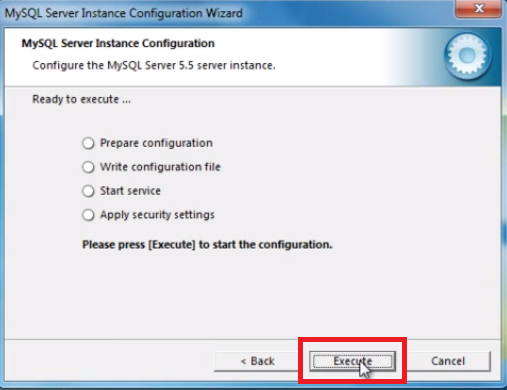 MySQL Server Instance Configuration Wizard
x
MySQL Server Instance Configuration
Configure the MySQL Server 5.5 server instance.
Ready to execute ...
Prepare configuration
Write configuration file
Start service
Apply security settings
Please press [Execute] to start the configuration.
< Back Execute Cancel